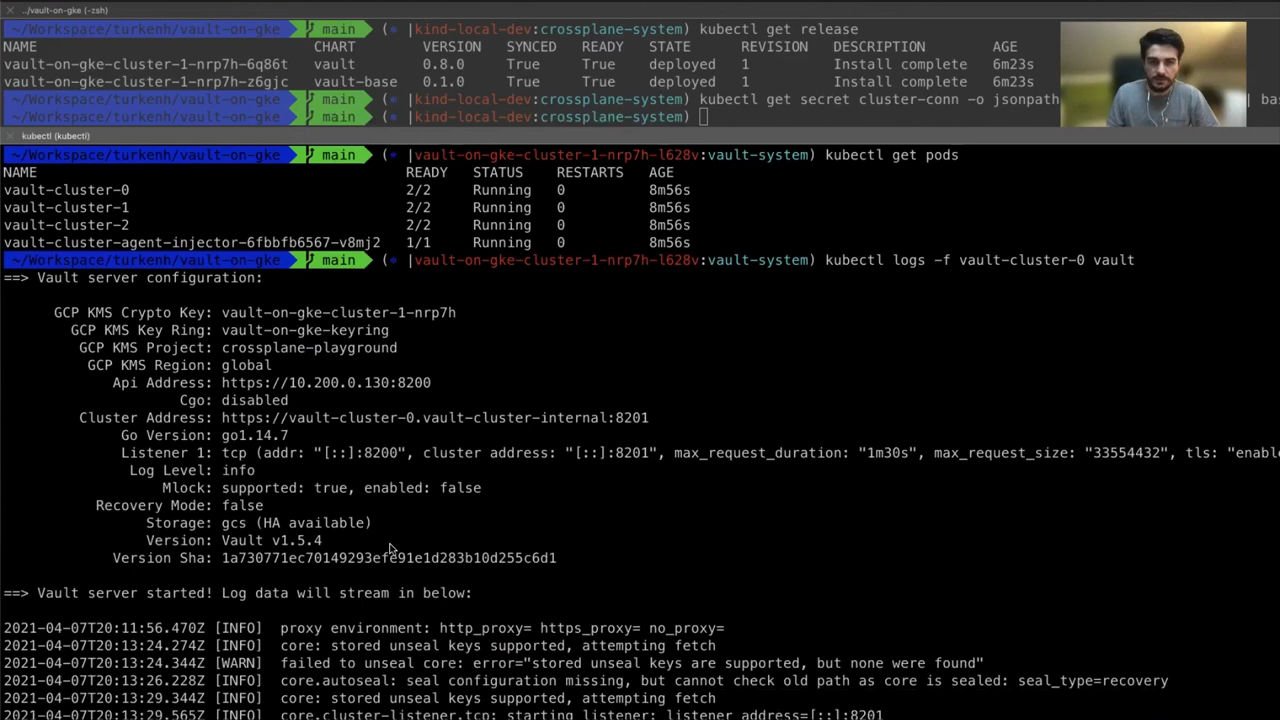 ../vault-on-gke (-zsh)
~/Workspace/turkenh/vault-on-gke main (* |kind-local-dev:crossplane-system) kubectl get release
NAME CHART VERSION SYNCED READY STATE REVISION DESCRIPTION AGE
vault-on-gke-cluster-1-nrp7h-6q86t vault 0.8.0 True True deployed 1 Install complete 6m23s
vault-on-gke-cluster-1-nrp7h-z6gjc vault-base 0.1.0 True True deployed 1 Install complete 6m23s
~/Workspace/turkenh/vault-on-gke main (* |kind-local-dev:crossplane-system) kubectl get secret cluster-conn -o jsonpath | bas
~/Workspace/turkenh/vault-on-gke main (* |kind-local-dev:crossplane-system)
kubectl (kubectl)
~/Workspace/turkenh/vault-on-gke main (* |vault-on-gke-cluster-1-nrp7h-l628v:vault-system) kubectl get pods
NAME READY STATUS RESTARTS AGE
vault-cluster-0 2/2 Running 0 8m56s
vault-cluster-1 2/2 Running 0 8m56s
vault-cluster-2 2/2 Running 0 8m56s
vault-cluster-agent-injector-6fbbfb6567-v8mj2 1/1 Running 0 8m56s
~/Workspace/turkenh/vault-on-gke main (* |vault-on-gke-cluster-1-nrp7h-l628v:vault-system) kubectl logs -f vault-cluster-0 vault
==> Vault server configuration:
GCP KMS Crypto Key: vault-on-gke-cluster-1-nrp7h
GCP KMS Key Ring: vault-on-gke-keyring
GCP KMS Project: crossplane-playground
GCP KMS Region: global
Api Address: https://10.200.0.130:8200
Cgo: disabled
Cluster Address: https://vault-cluster-0.vault-cluster-internal:8201
Go Version: go1.14.7
Listener 1: tcp (addr: "[::]:8200", cluster address: "[::]:8201", max_request_duration: "1m30s", max_request_size: "33554432", tls: "enable
Log Level: info
Mlock: supported: true, enabled: false
Recovery Mode: false
Storage: gcs (HA available)
Version: Vault v1.5.4
Version Sha: 1a730771ec70149293efe91e1d283b10d255c6d1
==> Vault server started! Log data will stream in below:
2021-04-07T20:11:56.470Z [INFO] proxy environment: http_proxy= https_proxy= no_proxy=
2021-04-07T20:13:24.274Z [INFO] core: stored unseal keys supported, attempting fetch
2021-04-07T20:13:24.344Z [WARN] failed to unseal core: error="stored unseal keys are supported, but none were found"
2021-04-07T20:13:26.228Z [INFO] core.autoseal: seal configuration missing, but cannot check old path as core is sealed: seal_type=recovery
2021-04-07T20:13:29.344Z [INFO] core: stored unseal keys supported, attempting fetch
2021-04-07T20:13:29.565Z [INFO] core.cluster-listener.tcp: starting listener: listener_address=[::]:8201